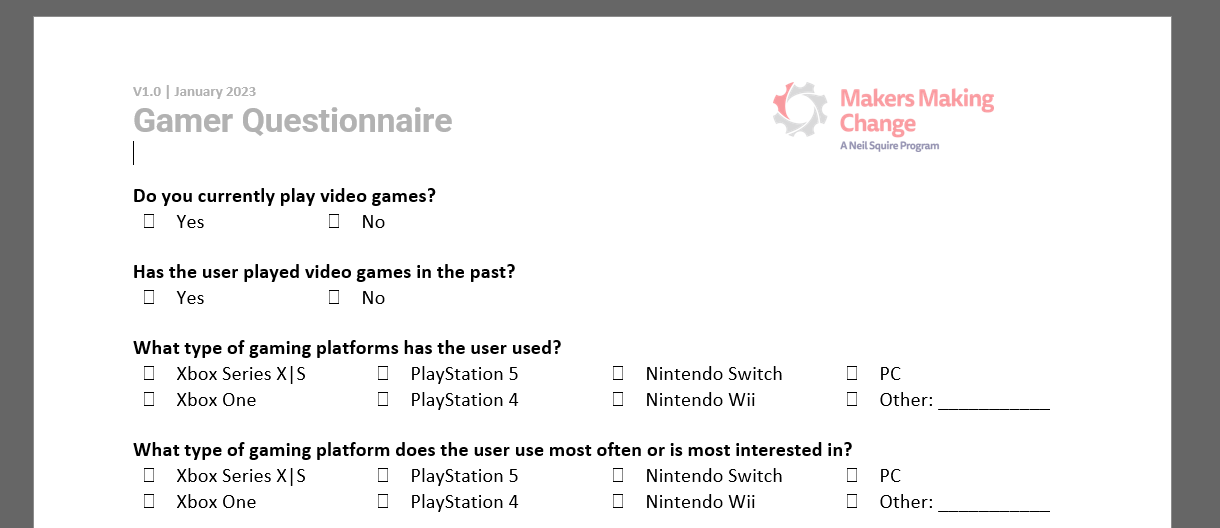 V1.0 | January 2023
Gamer Questionnaire
Makers Making
Change
A Neil Squire Program
Do you currently play video games?
☐ Yes ☐ No
Has the user played video games in the past?
☐ Yes ☐ No
What type of gaming platforms has the user used?
☐ Xbox Series X|S ☐ PlayStation 5 ☐ Nintendo Switch ☐ PC
☐ Xbox One ☐ PlayStation 4 ☐ Nintendo Wii ☐ Other: ___________
What type of gaming platform does the user use most often or is most interested in?
☐ Xbox Series X|S ☐ PlayStation 5 ☐ Nintendo Switch ☐ PC
☐ Xbox One ☐ PlayStation 4 ☐ Nintendo Wii ☐ Other: ___________